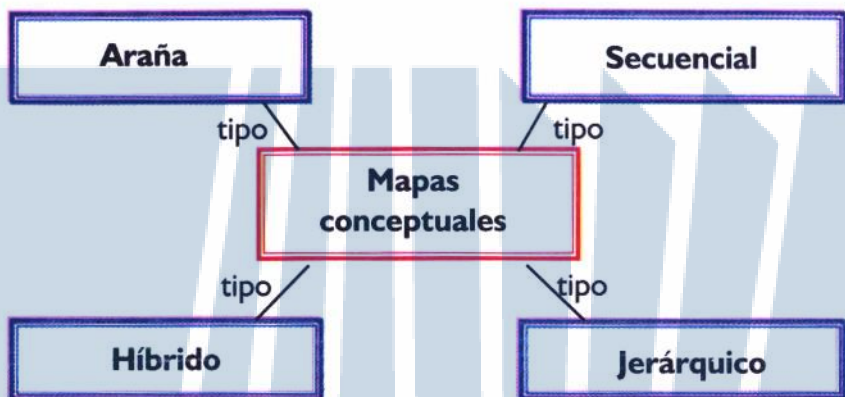 Araña
Secuencial
tipo
tipo
Mapas
conceptuales
tipo
tipo
Híbrido
Jerárquico